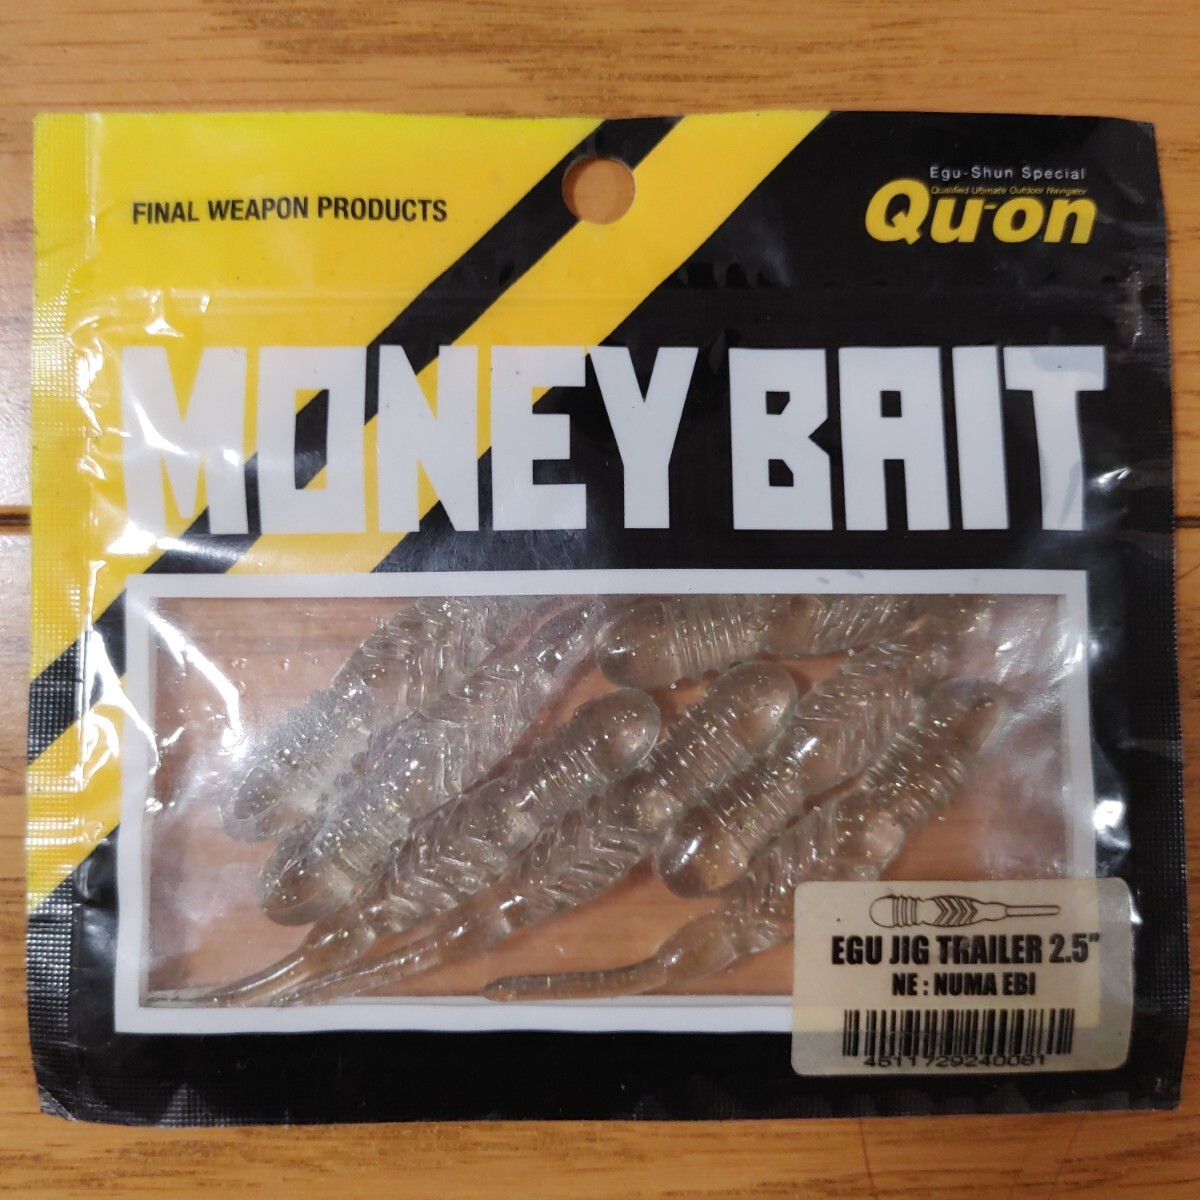 FINAL WEAPON PRODUCTS
Egu-Shun Special
Qualified Ultimate Outdoor Navigator
Qu-on
MONEY BAIT
EGU JIG TRAILER 2.5"
NE : NUMA EBI
4511729240081